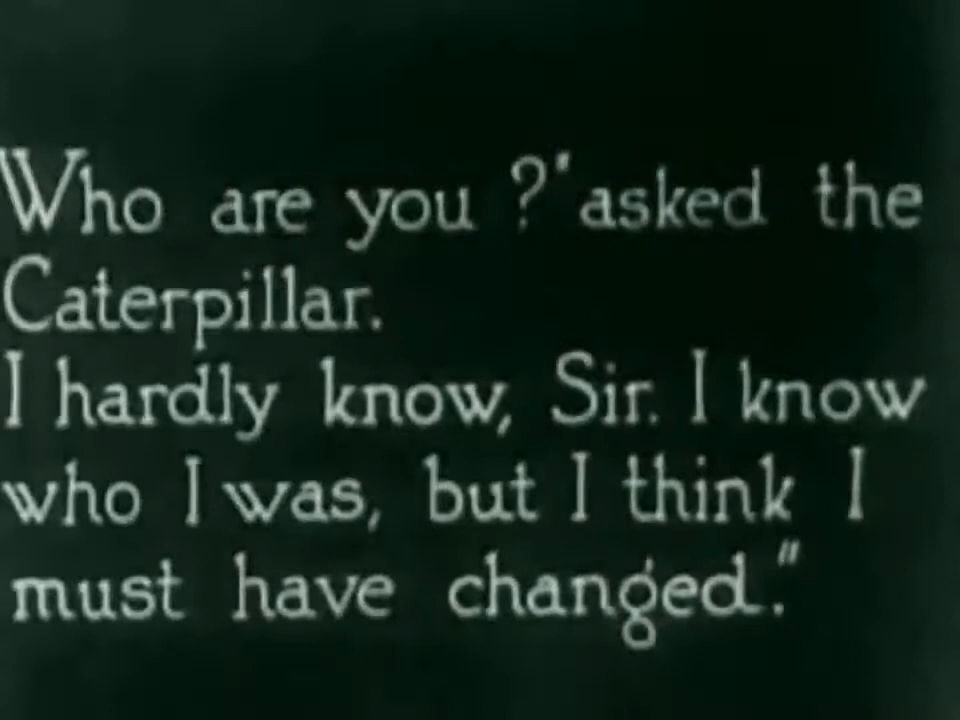 Who are you?" asked the
Caterpillar.
I hardly know, Sir. I know
who I was, but I think I
must have changed."